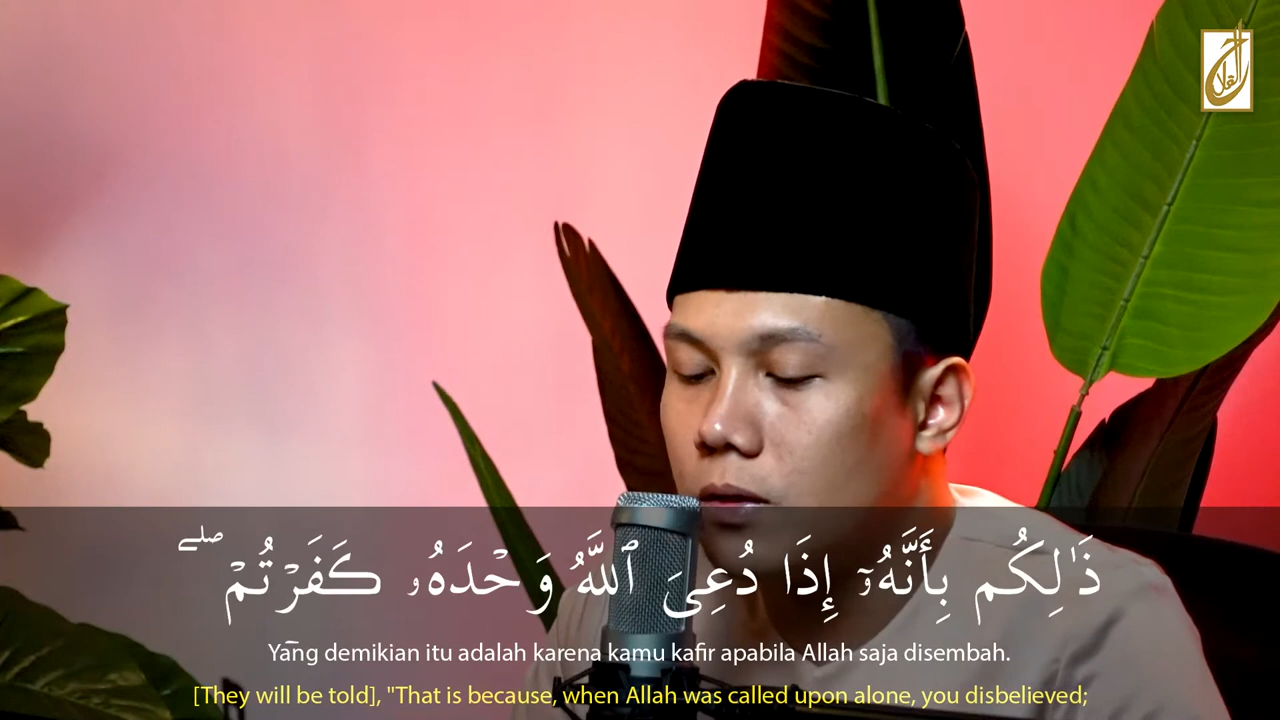 القلاح
ذَٰلِكُم بِأَنَّهُۥٓ إِذَا دُعِىَ ٱللَّهُ وَحْدَهُۥ كَفَرْتُمْ ۖ
Yang demikian itu adalah karena kamu kafir apabila Allah saja disembah.
[They will be told], "That is because, when Allah was called upon alone, you disbelieved;